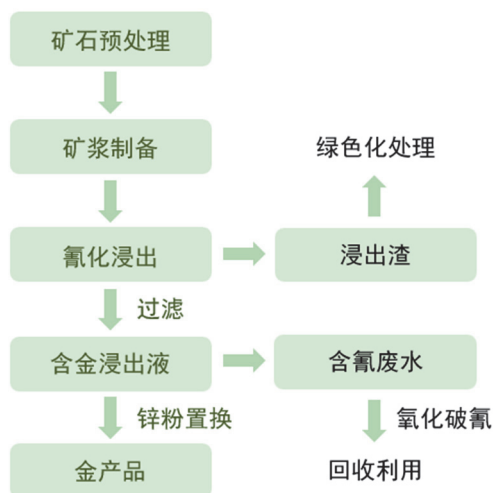 矿石预处理
矿浆制备
绿色化处理
氰化浸出
浸出渣
过滤
含金浸出液
含氰废水
锌粉置换
氧化破氰
金产品
回收利用